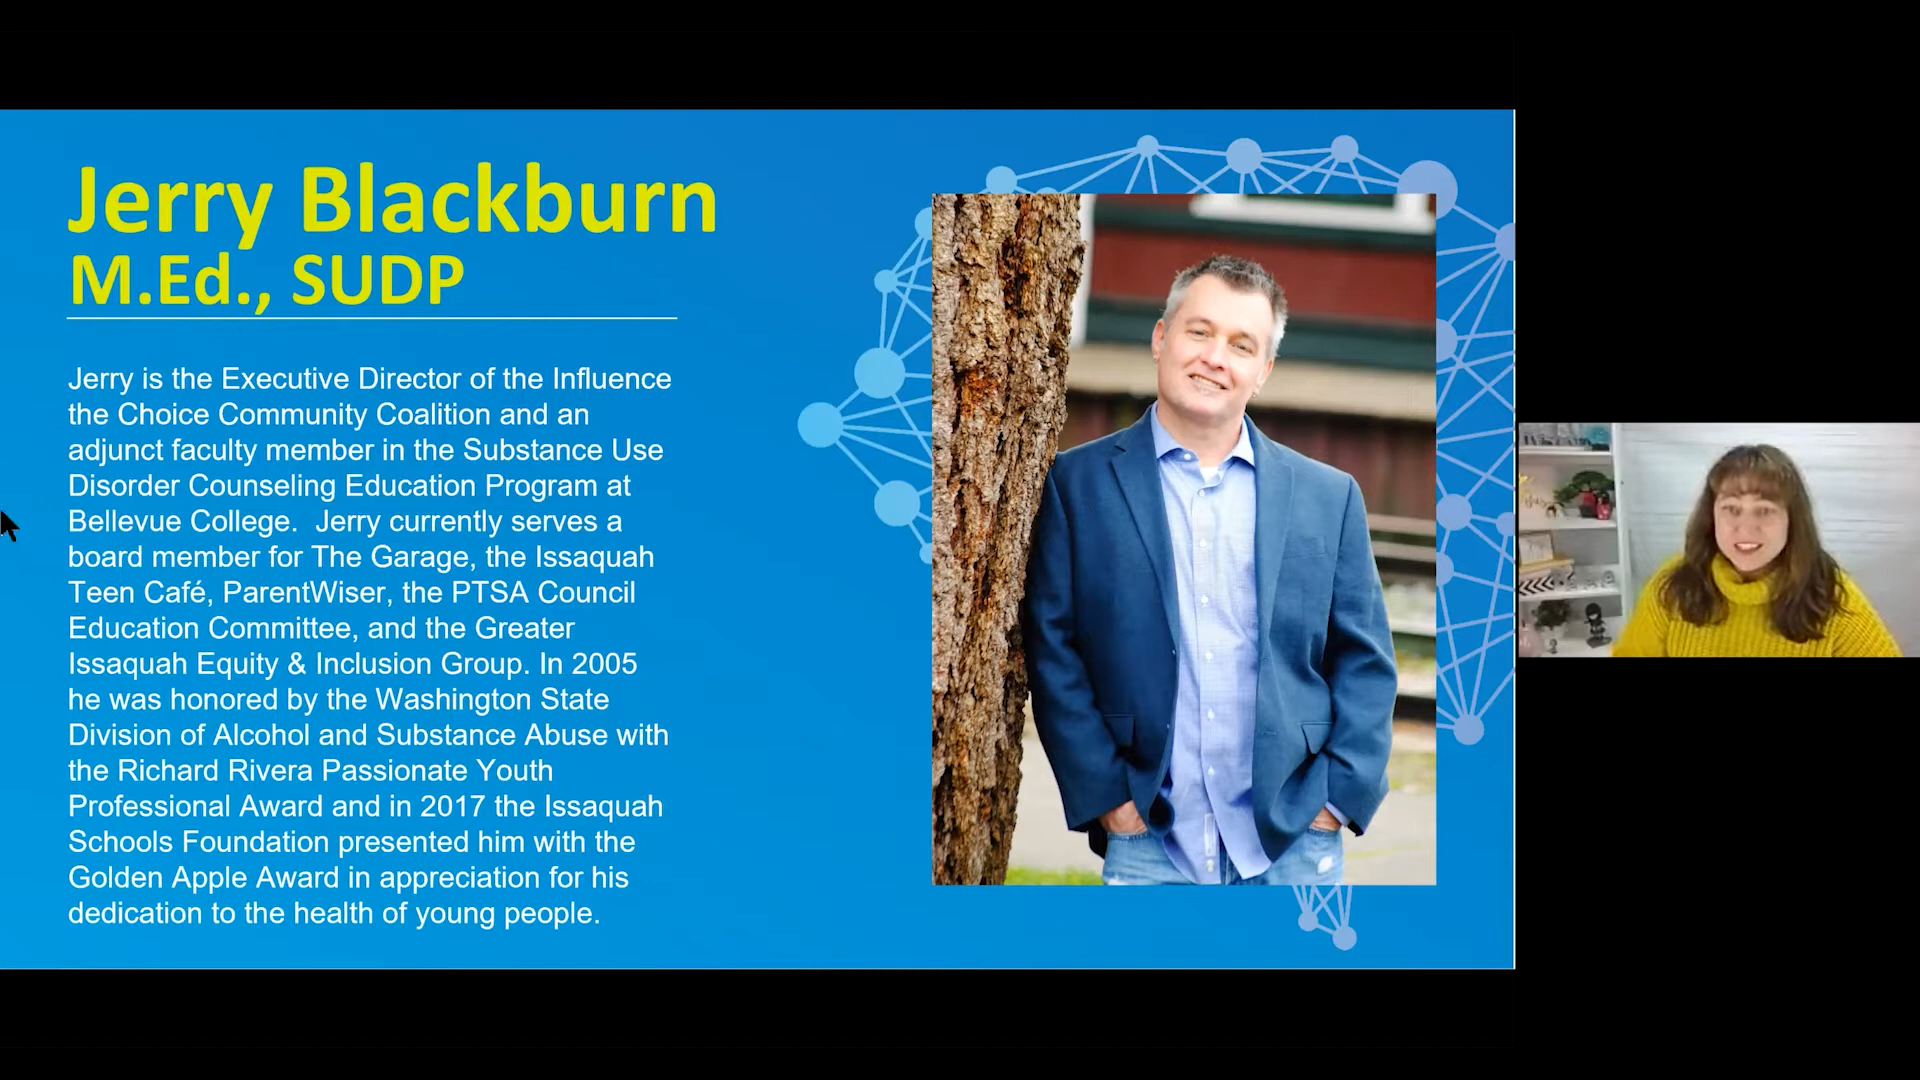 Jerry Blackburn
M.Ed., SUDP
Jerry is the Executive Director of the Influence
the Choice Community Coalition and an
adjunct faculty member in the Substance Use
Disorder Counseling Education Program at
Bellevue College.  Jerry currently serves a
board member for The Garage, the Issaquah
Teen Café, ParentWiser, the PTSA Council
Education Committee, and the Greater
Issaquah Equity & Inclusion Group. In 2005
he was honored by the Washington State
Division of Alcohol and Substance Abuse with
the Richard Rivera Passionate Youth
Professional Award and in 2017 the Issaquah
Schools Foundation presented him with the
Golden Apple Award in appreciation for his
dedication to the health of young people.